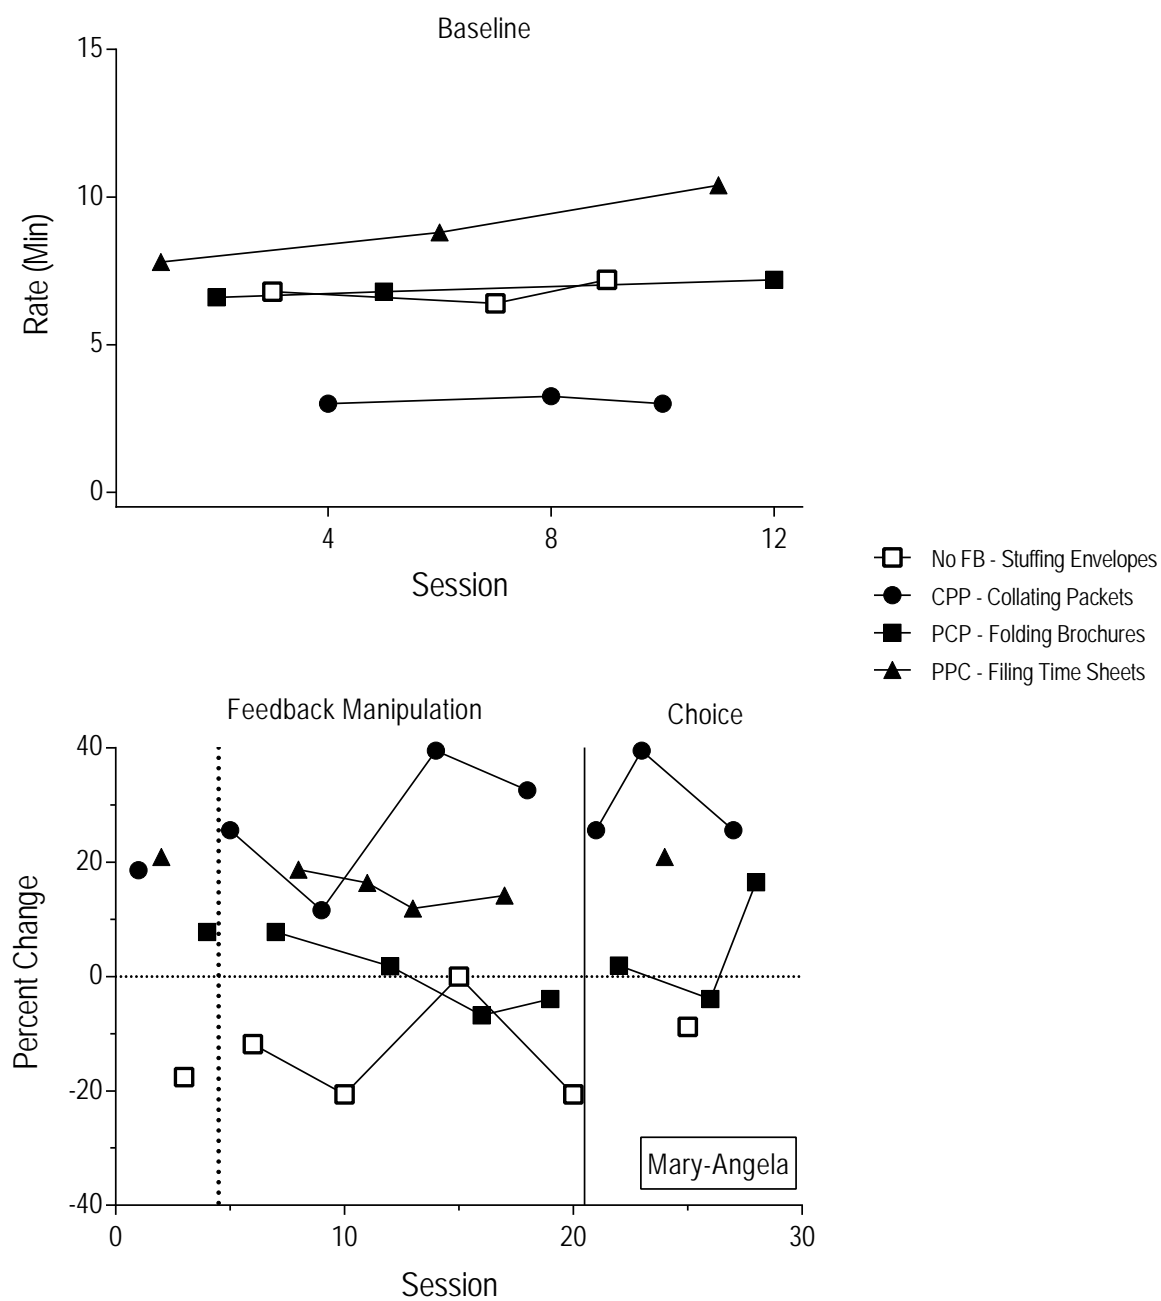 Baseline
15
10
5
0
Rate (Min)
4 8 12
Session
No FB - Stuffing Envelopes
CPP - Collating Packets
PCP - Folding Brochures
PPC - Filing Time Sheets
Feedback Manipulation
Choice
40
20
0
-20
-40
Percent Change
Mary-Angela
0 10 20 30
Session